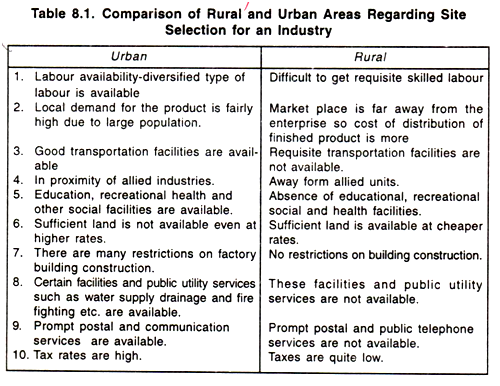 Table 8.1. Comparison of Rural and Urban Areas Regarding Site
Selection for an Industry
Urban
Rural
1. Labour availability-diversified type of
labour is available
Difficult to get requisite skilled labour
2. Local demand for the product is fairly
high due to large population.
Market place is far away from the
enterprise so cost of distribution of
finished product is more
3. Good transportation facilities are avail-
able
Requisite transportation facilities are
not available.
4. In proximity of allied industries.
Away form allied units.
5. Education, recreational health and
other social facilities are available.
Absence of educational, recreational
social and health facilities.
6. Sufficient land is not available even at
higher rates.
Sufficient land is available at cheaper
rates.
7. There are many restrictions on factory
building construction.
No restrictions on building construction.
8. Certain facilities and public utility services
such as water supply drainage and fire
fighting etc. are available.
These facilities and public utility
services are not available.
9. Prompt postal and communication
services are available.
Prompt postal and public telephone
services are not available.
10. Tax rates are high.
Taxes are quite low.